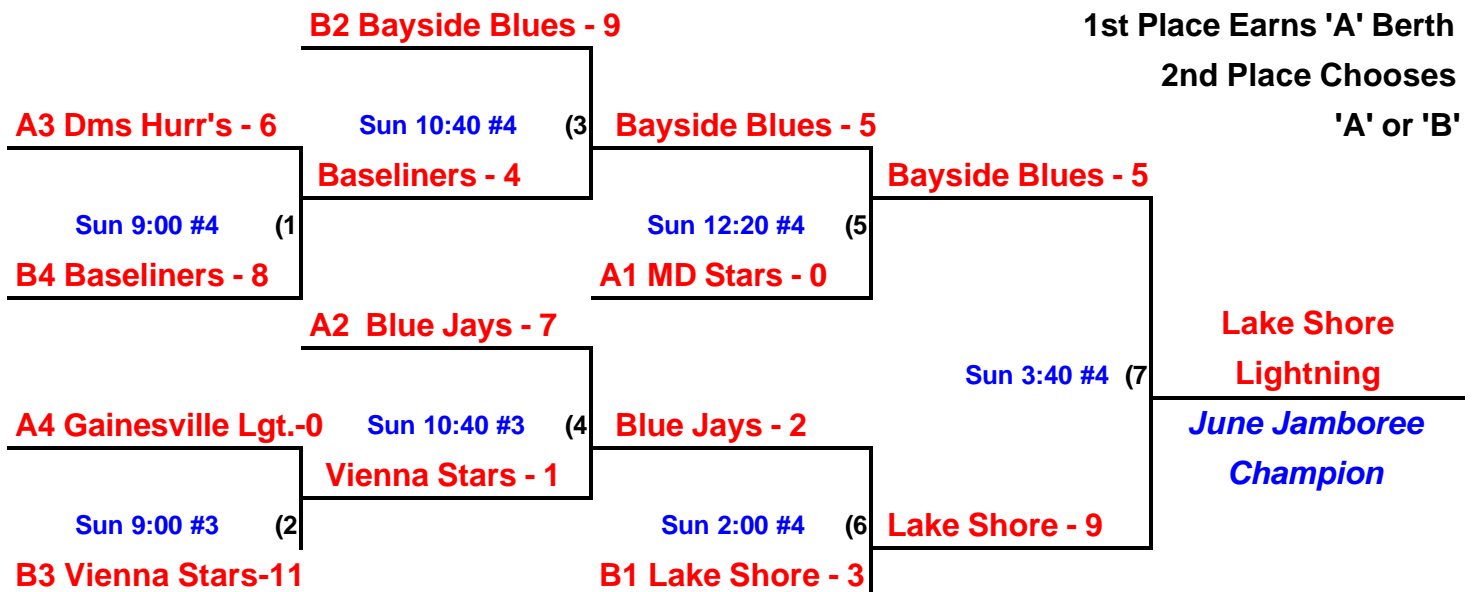 B2 Bayside Blues - 9
1st Place Earns 'A' Berth
2nd Place Chooses
'A' or 'B'
A3 Dms Hurr's - 6
Sun 10:40 #4 (3
Bayside Blues - 5
Baseliners - 4
Bayside Blues - 5
Sun 9:00 #4 (1
Sun 12:20 #4 (5
B4 Baseliners - 8
A1 MD Stars - 0
A2 Blue Jays - 7
Lake Shore
Lightning
Sun 3:40 #4 (7
A4 Gainesville Lgt.-0
Sun 10:40 #3 (4
Blue Jays - 2
June Jamboree
Champion
Vienna Stars - 1
Sun 9:00 #3 (2
Sun 2:00 #4 (6
Lake Shore - 9
B3 Vienna Stars-11
B1 Lake Shore - 3